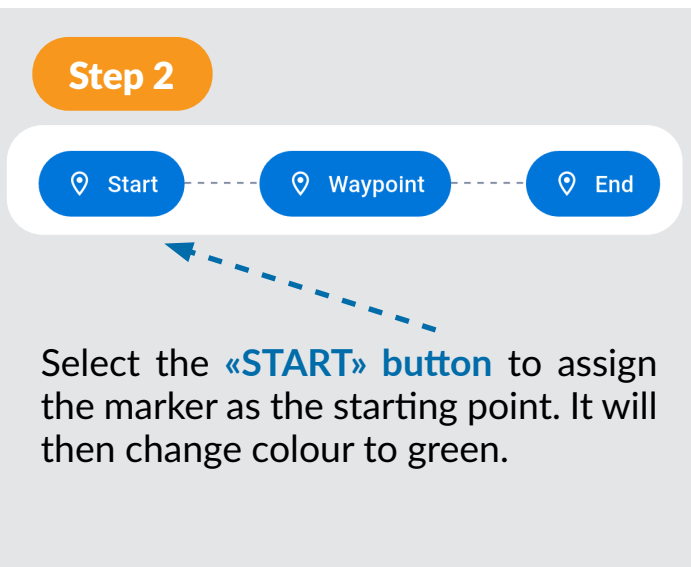 Step 2
Start Waypoint End
Select the «START» button to assign
the marker as the starting point. It will
then change colour to green.